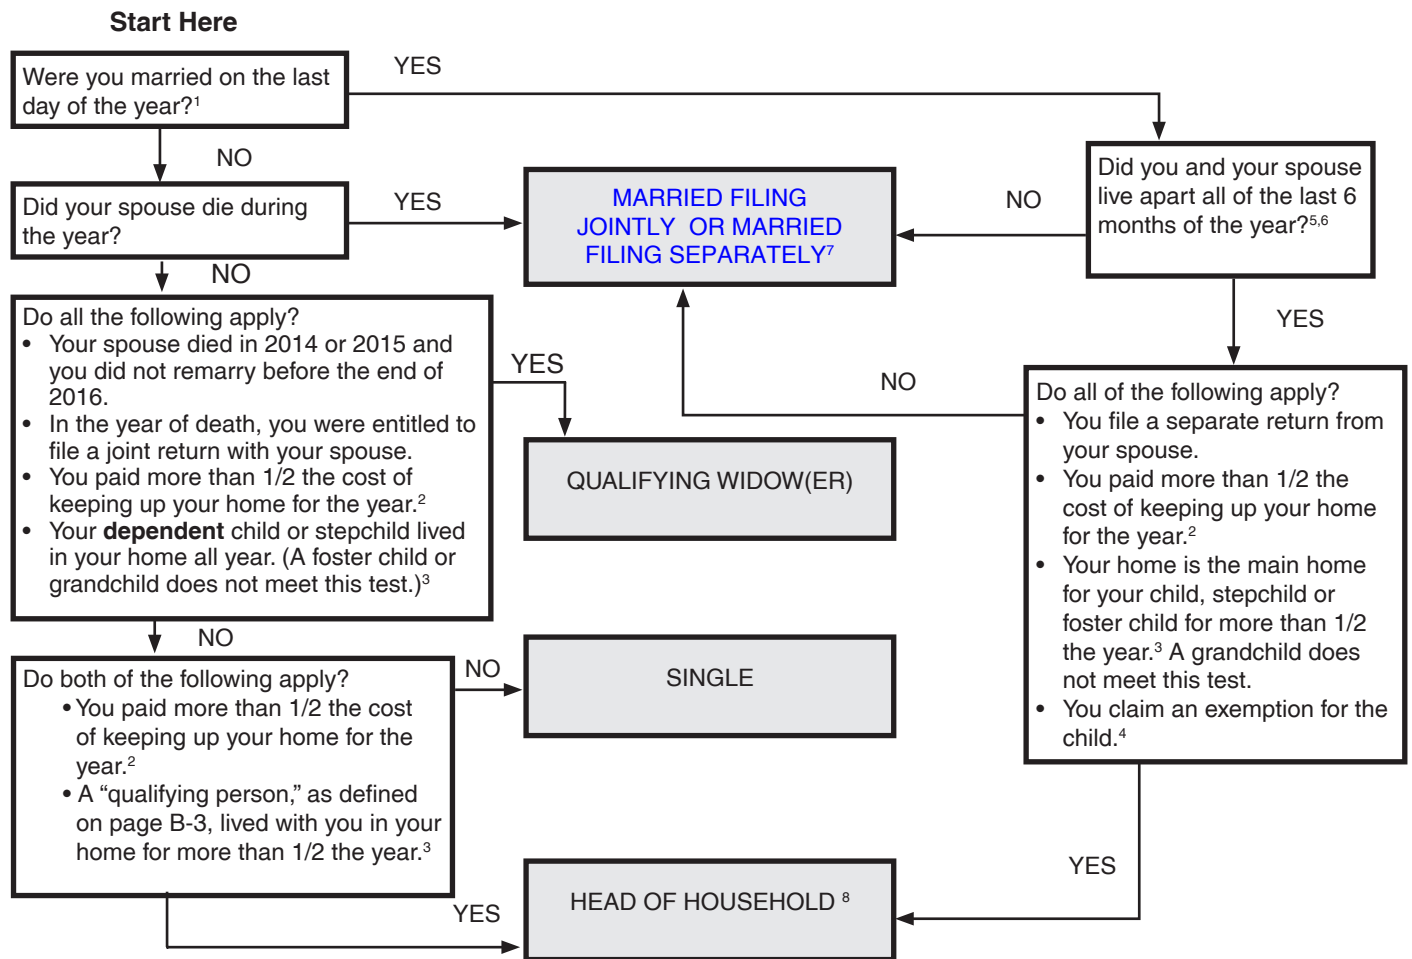 Start Here
Were you married on the last
day of the year?¹
YES
NO
Did your spouse die during
the year?
YES
NO
MARRIED FILING
JOINTLY OR MARRIED
FILING SEPARATELY⁷
NO
Did you and your spouse
live apart all of the last 6
months of the year?⁵,⁶
YES
Do all the following apply?
• Your spouse died in 2014 or 2015 and
you did not remarry before the end of
2016.
• In the year of death, you were entitled to
file a joint return with your spouse.
• You paid more than 1/2 the cost of
keeping up your home for the year.²
• Your dependent child or stepchild lived
in your home all year. (A foster child or
grandchild does not meet this test.)³
YES
NO
QUALIFYING WIDOW(ER)
NO
Do all of the following apply?
• You file a separate return from
your spouse.
• You paid more than 1/2 the
cost of keeping up your home
for the year.²
• Your home is the main home
for your child, stepchild or
foster child for more than 1/2
the year.³ A grandchild does
not meet this test.
• You claim an exemption for the
child.⁴
YES
Do both of the following apply?
• You paid more than 1/2 the cost
of keeping up your home for the
year.²
• A “qualifying person,” as defined
on page B-3, lived with you in your
home for more than 1/2 the year.³
NO
SINGLE
YES
HEAD OF HOUSEHOLD ⁸